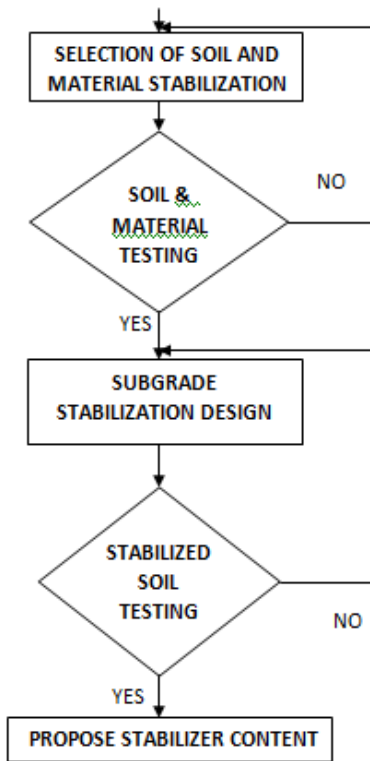 SELECTION OF SOIL AND
MATERIAL STABILIZATION
NO
SOIL &
MATERIAL
TESTING
YES
SUBGRADE
STABILIZATION DESIGN
STABILIZED
SOIL
TESTING
NO
YES
PROPOSE STABILIZER CONTENT